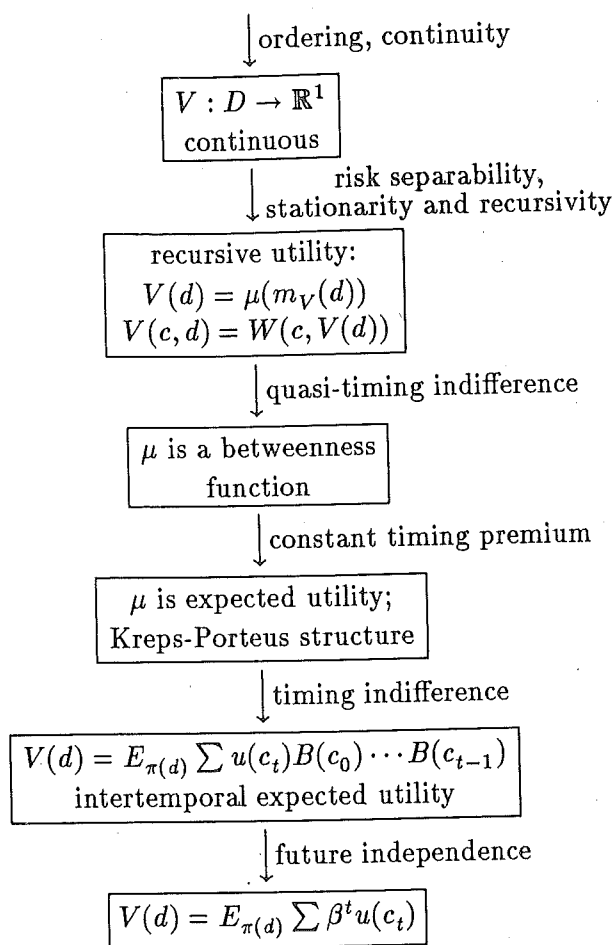 ordering, continuity
V : D → ℝ¹
continuous
risk separability,
stationarity and recursivity
recursive utility:
V(d) = μ(m_V(d))
V(c, d) = W(c, V(d))
quasi-timing indifference
μ is a betweenness
function
constant timing premium
μ is expected utility;
Kreps-Porteus structure
timing indifference
V(d) = E_{π(d)} ∑ u(c_t)B(c_0) ⋯ B(c_{t−1})
intertemporal expected utility
future independence
V(d) = E_{π(d)} ∑ β^t u(c_t)